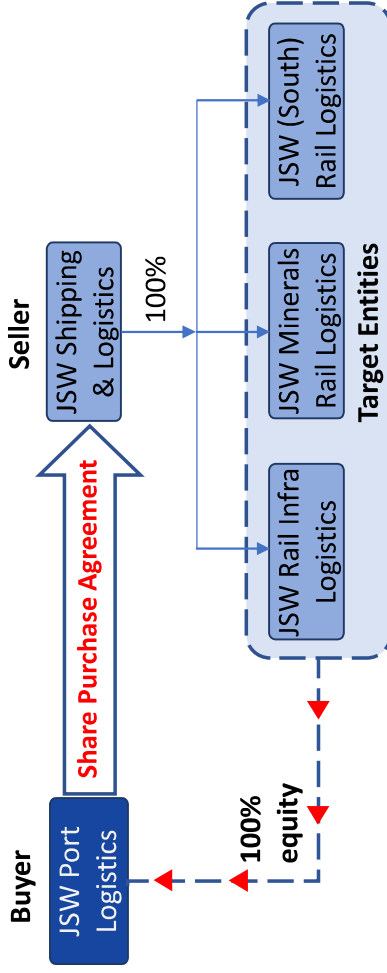 Buyer
JSW Port
Logistics
Share Purchase Agreement
Seller
JSW Shipping
& Logistics
100%
100%
equity
JSW Rail Infra
Logistics
JSW Minerals
Rail Logistics
JSW (South)
Rail Logistics
Target Entities